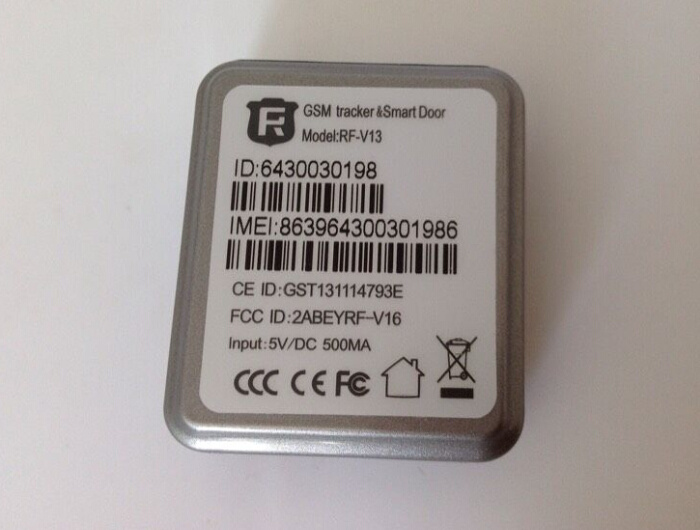 GSM tracker&Smart Door
Model:RF-V13
ID:6430030198
IMEI:863964300301986
CE ID:GST131114793E
FCC ID:2ABEYRF-V16
Input:5V/DC 500MA
CCC CE FC